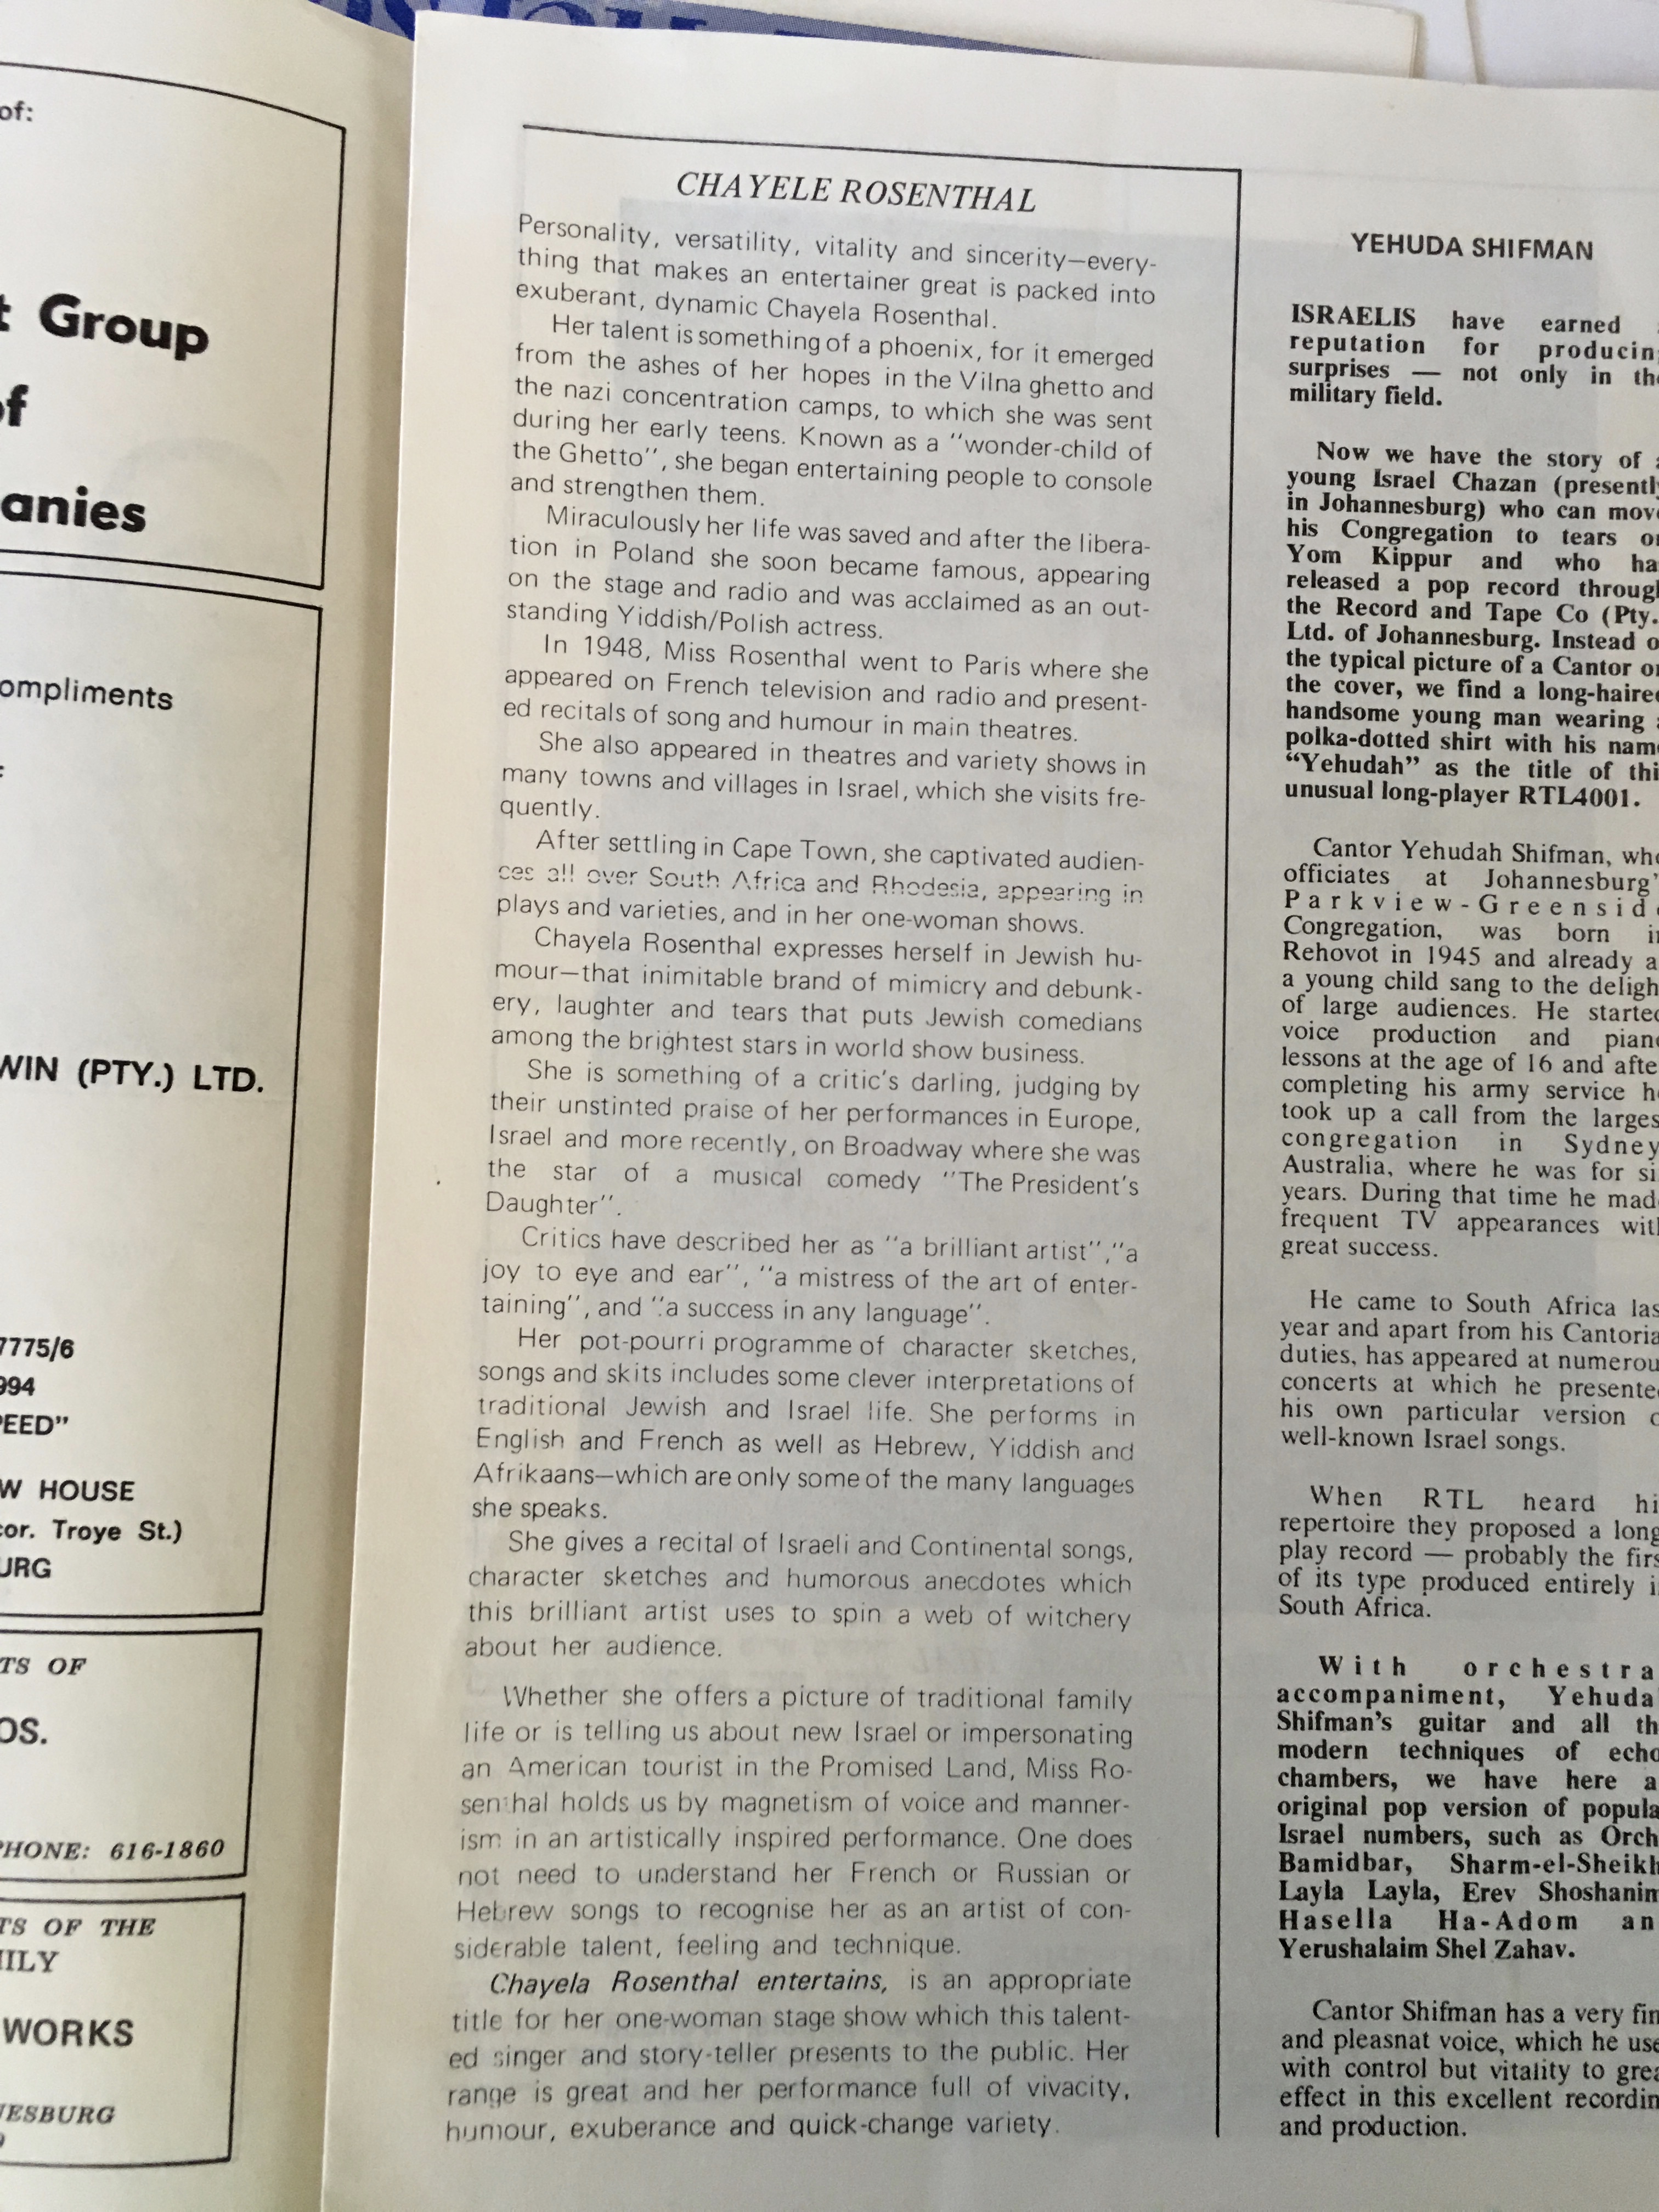 of:
Group
of
anies
ompliments
WIN (PTY.) LTD.
7775/6
994
PEED"
W HOUSE
cor. Troye St.)
URG
TS OF
OS.
PHONE: 616-1860
TS OF THE
ILY
WORKS
NESBURG
CHAYELE ROSENTHAL
Personality, versatility, vitality and sincerity—every-
thing that makes an entertainer great is packed into
exuberant, dynamic Chayela Rosenthal.
Her talent is something of a phoenix, for it emerged
from the ashes of her hopes in the Vilna ghetto and
the nazi concentration camps, to which she was sent
during her early teens. Known as a "wonder-child of
the Ghetto", she began entertaining people to console
and strengthen them.
Miraculously her life was saved and after the libera-
tion in Poland she soon became famous, appearing
on the stage and radio and was acclaimed as an out-
standing Yiddish/Polish actress.
In 1948, Miss Rosenthal went to Paris where she
appeared on French television and radio and present-
ed recitals of song and humour in main theatres.
She also appeared in theatres and variety shows in
many towns and villages in Israel, which she visits fre-
quently.
After settling in Cape Town, she captivated audien-
ces all over South Africa and Rhodesia, appearing in
plays and varieties, and in her one-woman shows.
Chayela Rosenthal expresses herself in Jewish hu-
mour—that inimitable brand of mimicry and debunk-
ery, laughter and tears that puts Jewish comedians
among the brightest stars in world show business.
She is something of a critic's darling, judging by
their unstinted praise of her performances in Europe,
Israel and more recently, on Broadway where she was
the star of a musical comedy "The President's
Daughter".
Critics have described her as "a brilliant artist","a
joy to eye and ear", "a mistress of the art of enter-
taining", and "a success in any language".
Her pot-pourri programme of character sketches,
songs and skits includes some clever interpretations of
traditional Jewish and Israel life. She performs in
English and French as well as Hebrew, Yiddish and
Afrikaans—which are only some of the many languages
she speaks.
She gives a recital of Israeli and Continental songs,
character sketches and humorous anecdotes which
this brilliant artist uses to spin a web of witchery
about her audience.
Whether she offers a picture of traditional family
life or is telling us about new Israel or impersonating
an American tourist in the Promised Land, Miss Ro-
senthal holds us by magnetism of voice and manner-
ism in an artistically inspired performance. One does
not need to understand her French or Russian or
Hebrew songs to recognise her as an artist of con-
siderable talent, feeling and technique.
Chayela Rosenthal entertains, is an appropriate
title for her one-woman stage show which this talent-
ed singer and story-teller presents to the public. Her
range is great and her performance full of vivacity,
humour, exuberance and quick-change variety.
YEHUDA SHIFMAN
ISRAELIS have earned
reputation for producin
surprises — not only in th
military field.
Now we have the story of
young Israel Chazan (presentl
in Johannesburg) who can mov
his Congregation to tears o
Yom Kippur and who ha
released a pop record throug
the Record and Tape Co (Pty.
Ltd. of Johannesburg. Instead o
the typical picture of a Cantor o
the cover, we find a long-haire
handsome young man wearing
polka-dotted shirt with his nam
"Yehudah" as the title of thi
unusual long-player RTL4001.
Cantor Yehudah Shifman, wh
officiates at Johannesburg'
Parkview-Greensid
Congregation, was born i
Rehovot in 1945 and already a
a young child sang to the deligh
of large audiences. He starte
voice production and pian
lessons at the age of 16 and afte
completing his army service h
took up a call from the larges
congregation in Sydney
Australia, where he was for si
years. During that time he mad
frequent TV appearances wit
great success.
He came to South Africa las
year and apart from his Cantoria
duties, has appeared at numerou
concerts at which he presente
his own particular version o
well-known Israel songs.
When RTL heard hi
repertoire they proposed a long
play record — probably the firs
of its type produced entirely i
South Africa.
With orchestra
accompaniment, Yehuda
Shifman's guitar and all th
modern techniques of echo
chambers, we have here a
original pop version of popula
Israel numbers, such as Orch
Bamidbar, Sharm-el-Sheikh
Layla Layla, Erev Shoshanim
Hasella Ha-Adom an
Yerushalaim Shel Zahav.
Cantor Shifman has a very fin
and pleasnat voice, which he use
with control but vitality to grea
effect in this excellent recordin
and production.